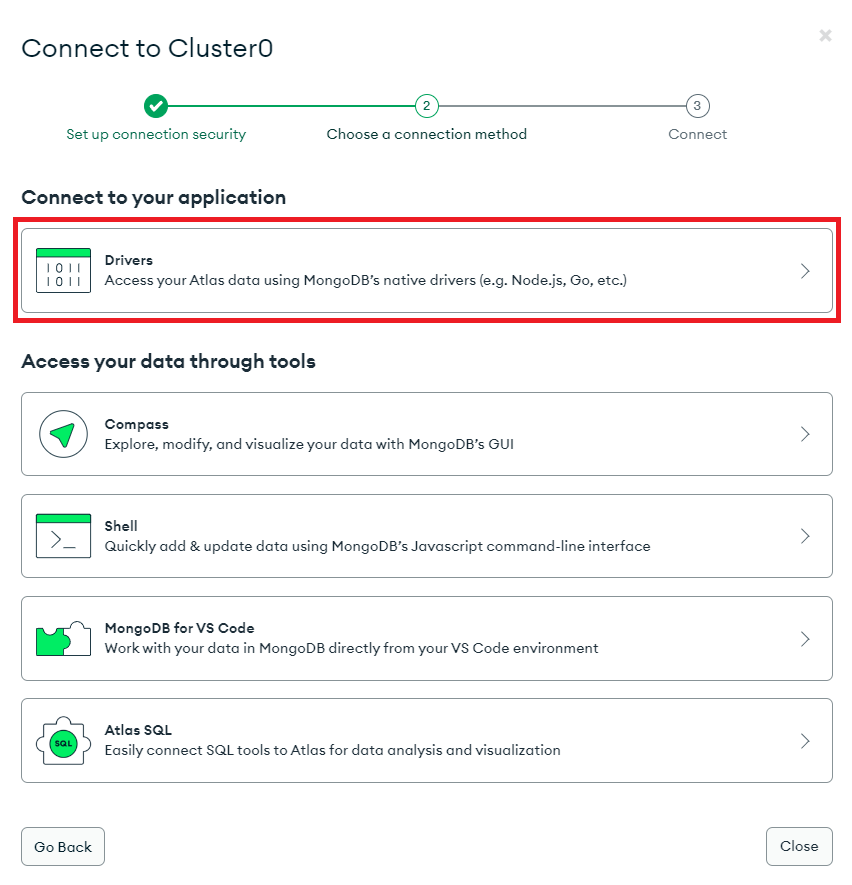 Connect to Cluster0
2
3
Set up connection security
Choose a connection method
Connect
Connect to your application
1011
1011
Drivers
Access your Atlas data using MongoDB's native drivers (e.g. Node.js, Go, etc.)
Access your data through tools
Compass
Explore, modify, and visualize your data with MongoDB's GUI
Shell
Quickly add & update data using MongoDB's Javascript command-line interface
MongoDB for VS Code
Work with your data in MongoDB directly from your VS Code environment
SQL
Atlas SQL
Easily connect SQL tools to Atlas for data analysis and visualization
Go Back
Close